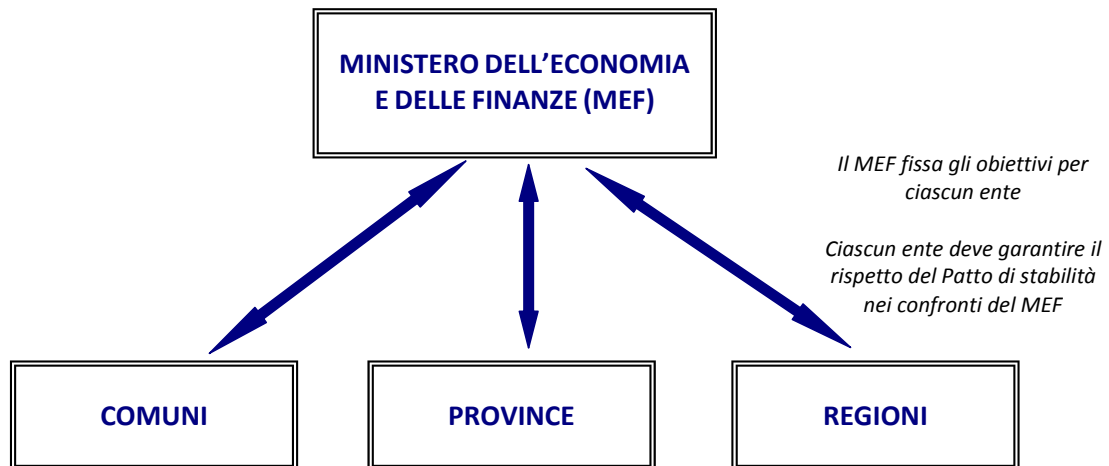 MINISTERO DELL’ECONOMIA
E DELLE FINANZE (MEF)
Il MEF fissa gli obiettivi per
ciascun ente
Ciascun ente deve garantire il
rispetto del Patto di stabilità
nei confronti del MEF
COMUNI
PROVINCE
REGIONI